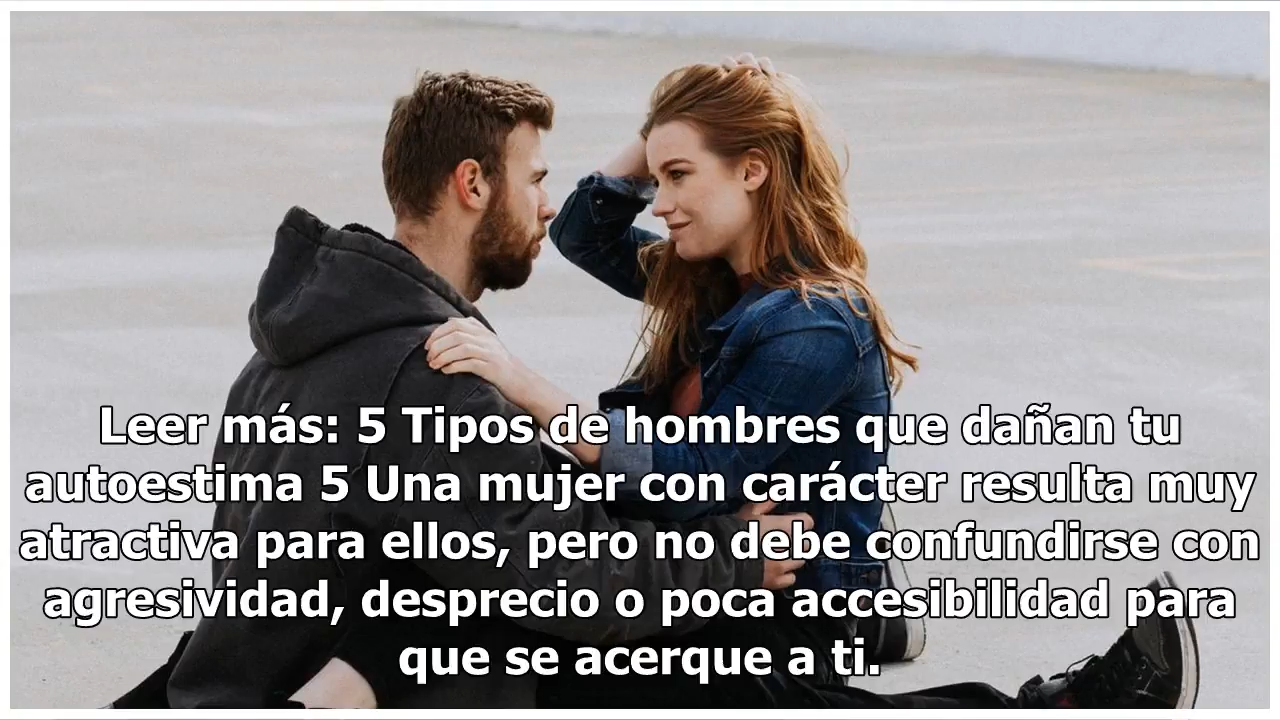 Leer más: 5 Tipos de hombres que dañan tu
autoestima 5 Una mujer con carácter resulta muy
atractiva para ellos, pero no debe confundirse con
agresividad, desprecio o poca accesibilidad para
que se acerque a ti.